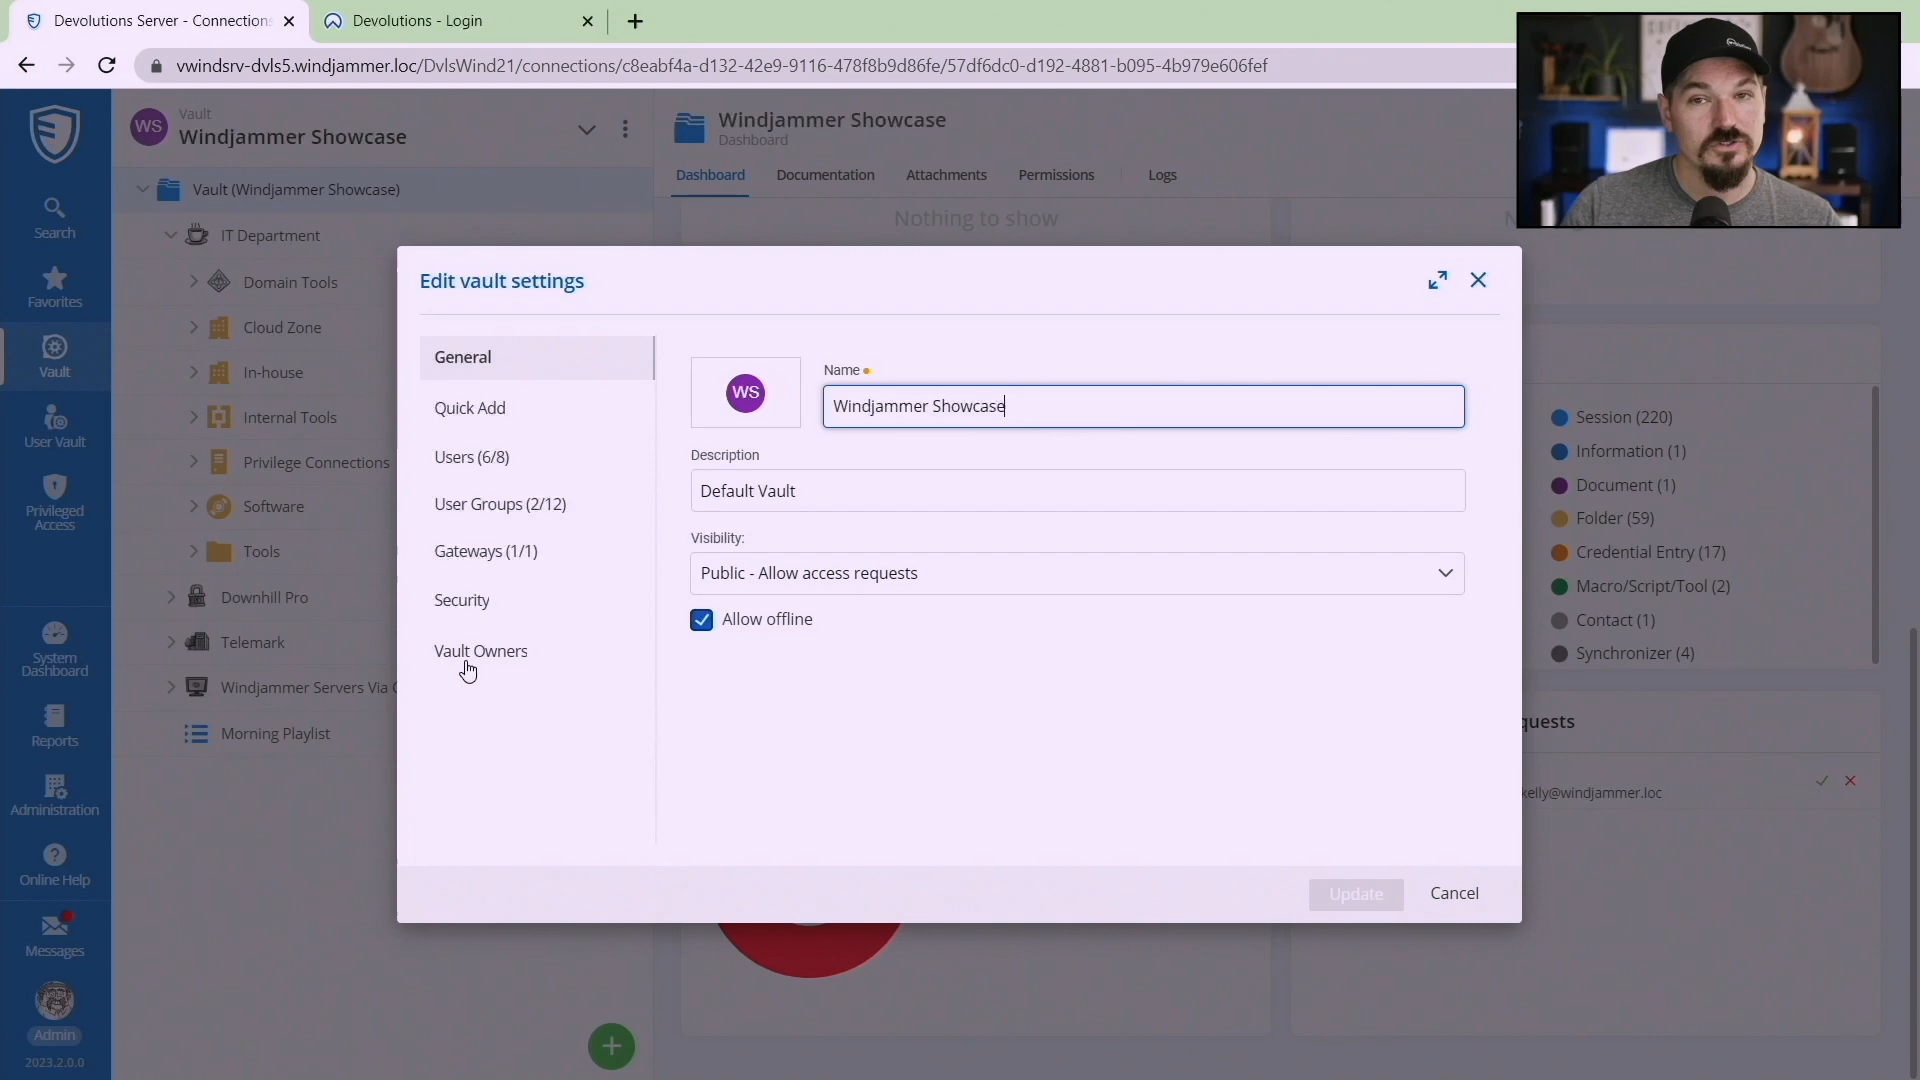 Devolutions Server - Connections
Devolutions - Login
vwindsrv-dvls5.windjammer.loc/DvlsWind21/connections/c8eabf4a-d132-42e9-9116-478f8b9d86fe/57df6dc0-d192-4881-b095-4b979e606fef
Search
Favorites
Vault
User Vault
Privileged
Access
System
Dashboard
Reports
Administration
Online Help
Messages
Admin
2023.2.0.0
WS
Vault
Windjammer Showcase
Vault (Windjammer Showcase)
IT Department
Domain Tools
Cloud Zone
In-house
Internal Tools
Privilege Connections
Software
Tools
Downhill Pro
Telemark
Windjammer Servers Via
Morning Playlist
Windjammer Showcase
Dashboard
Dashboard
Documentation
Attachments
Permissions
Logs
Nothing to show
Edit vault settings
General
Quick Add
Users (6/8)
User Groups (2/12)
Gateways (1/1)
Security
Vault Owners
WS
Name
Windjammer Showcase
Description
Default Vault
Visibility:
Public - Allow access requests
Allow offline
Update
Cancel
Session (220)
Information (1)
Document (1)
Folder (59)
Credential Entry (17)
Macro/Script/Tool (2)
Contact (1)
Synchronizer (4)
quests
kelly@windjammer.loc